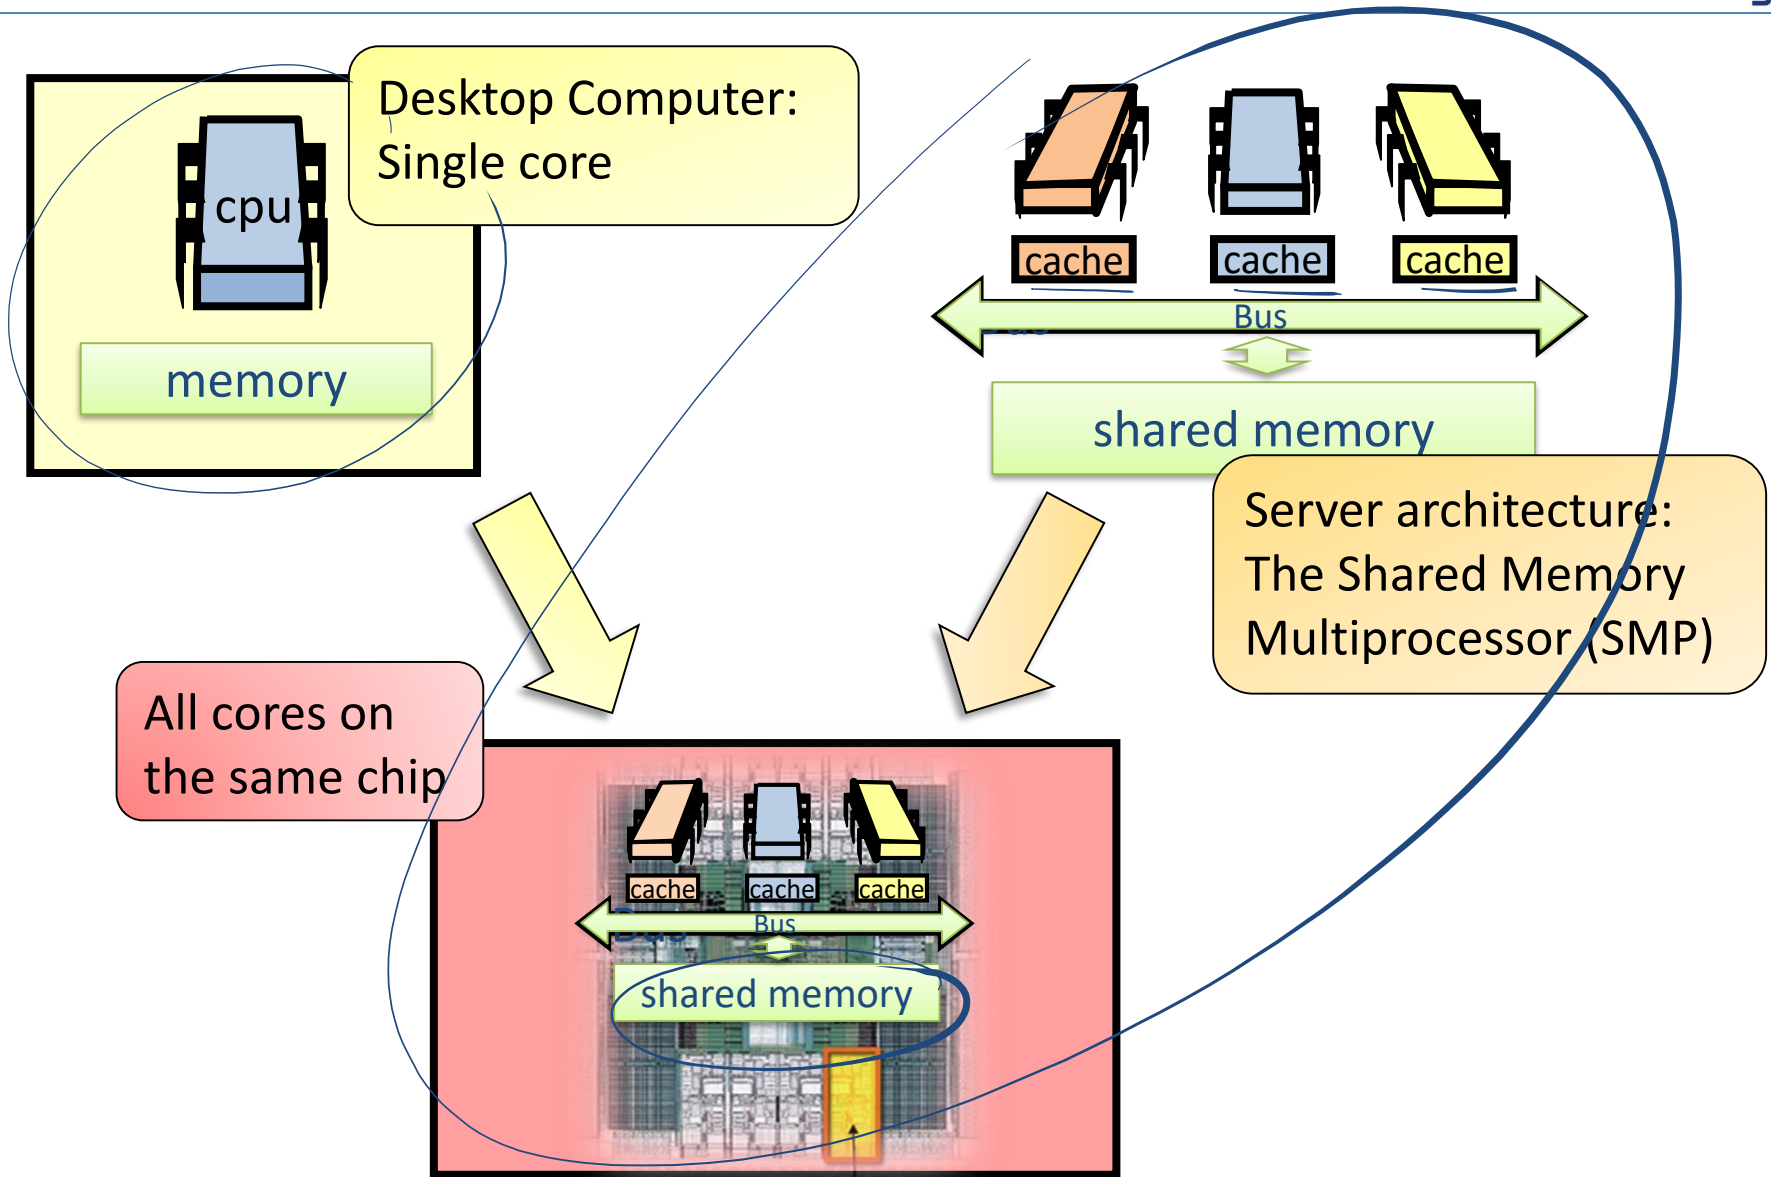 Desktop Computer:
Single core
cpu
memory
cache
cache
cache
Bus
shared memory
Server architecture:
The Shared Memory
Multiprocessor (SMP)
All cores on
the same chip
cache
cache
cache
Bus
Bus
shared memory